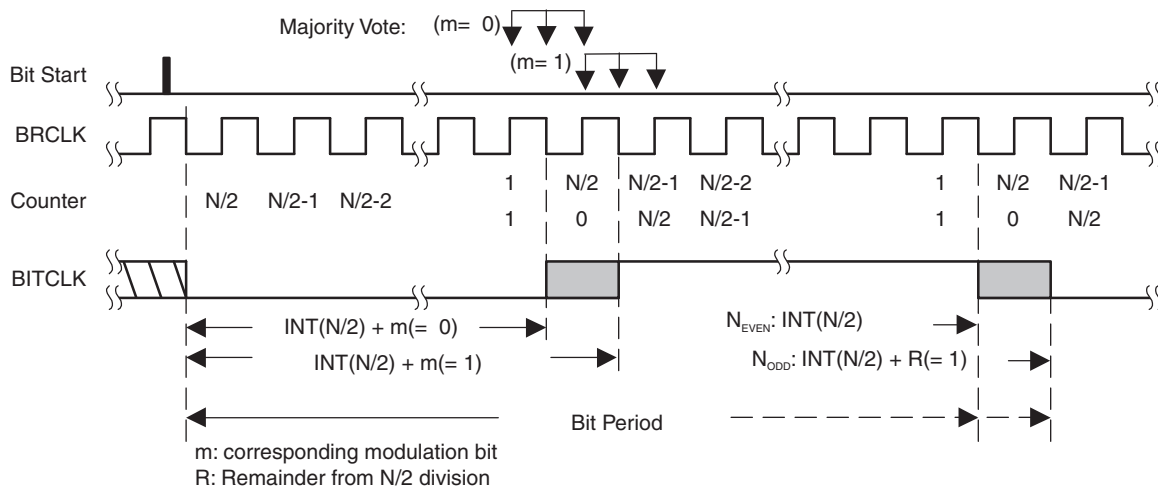 Majority Vote: (m= 0)
(m= 1)
Bit Start
BRCLK
Counter
N/2 N/2-1 N/2-2 1 N/2 N/2-1 N/2-2 1 N/2 N/2-1
1 0 N/2 N/2-1 1 0 N/2
BITCLK
INT(N/2) + m(= 0) NEVEN: INT(N/2)
INT(N/2) + m(= 1) NODD: INT(N/2) + R(= 1)
Bit Period
m: corresponding modulation bit
R: Remainder from N/2 division